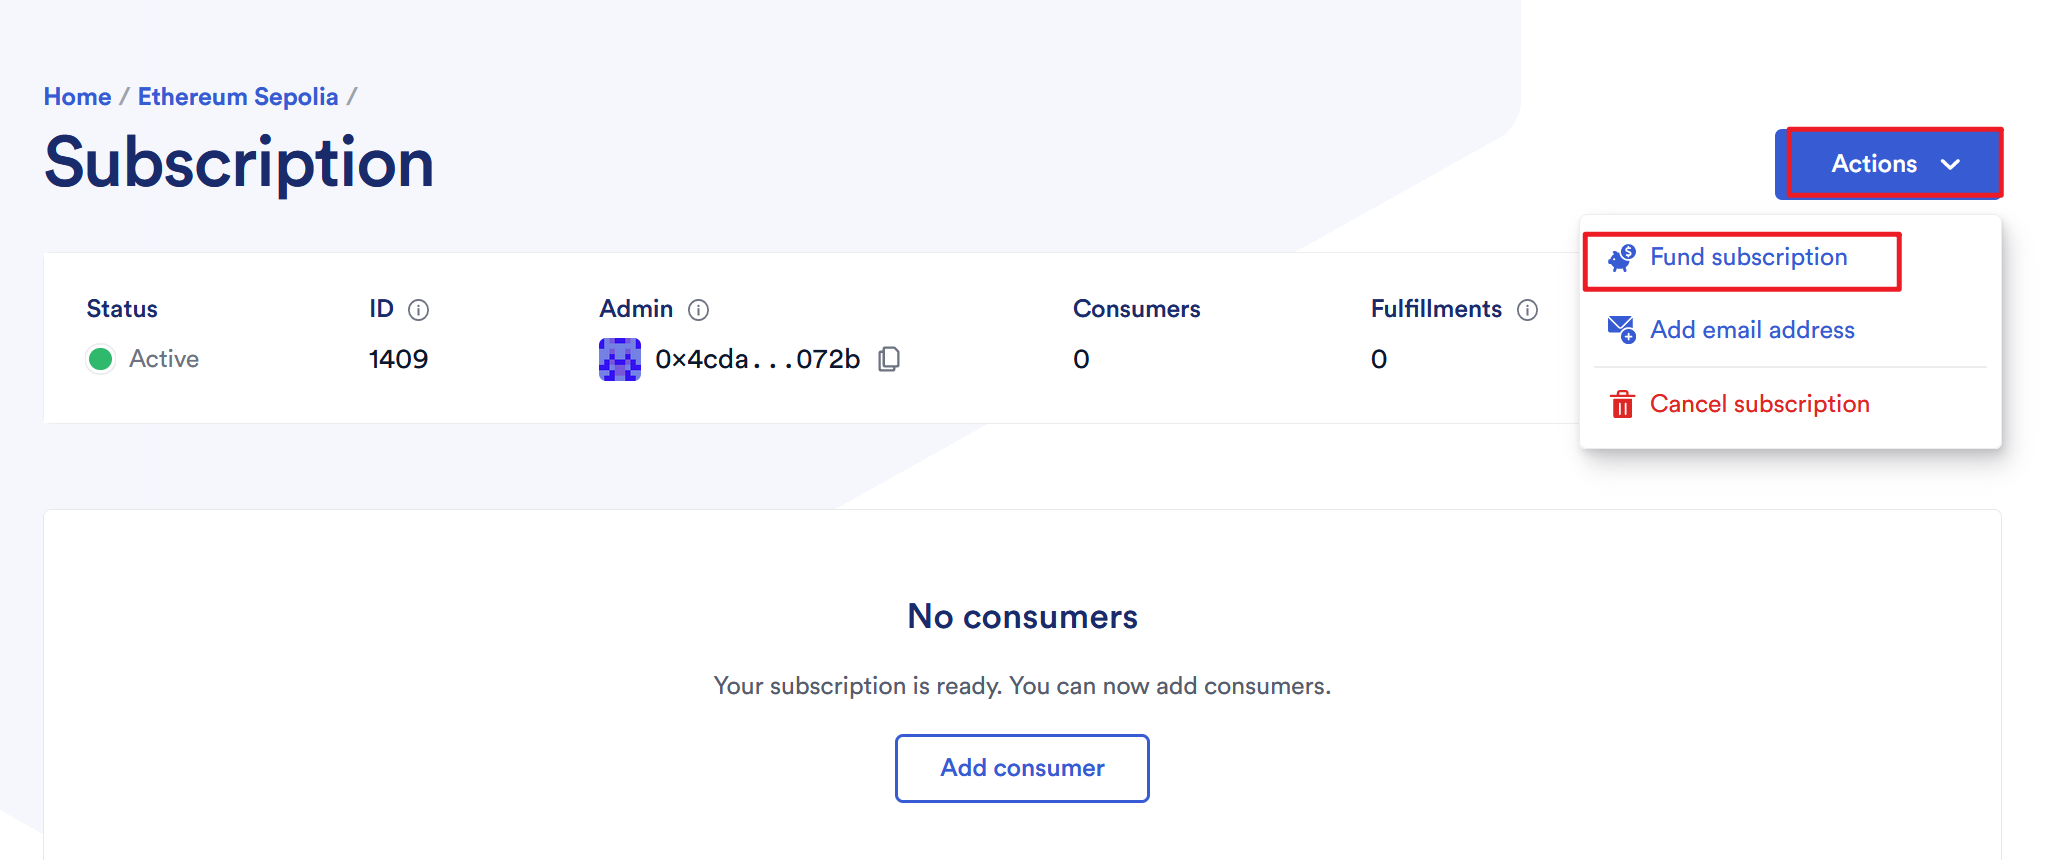 Home / Ethereum Sepolia /
Subscription
Actions
Fund subscription
Add email address
Cancel subscription
Status ID Admin Consumers Fulfillments
Active 1409 0x4cda...072b 0 0
No consumers
Your subscription is ready. You can now add consumers.
Add consumer